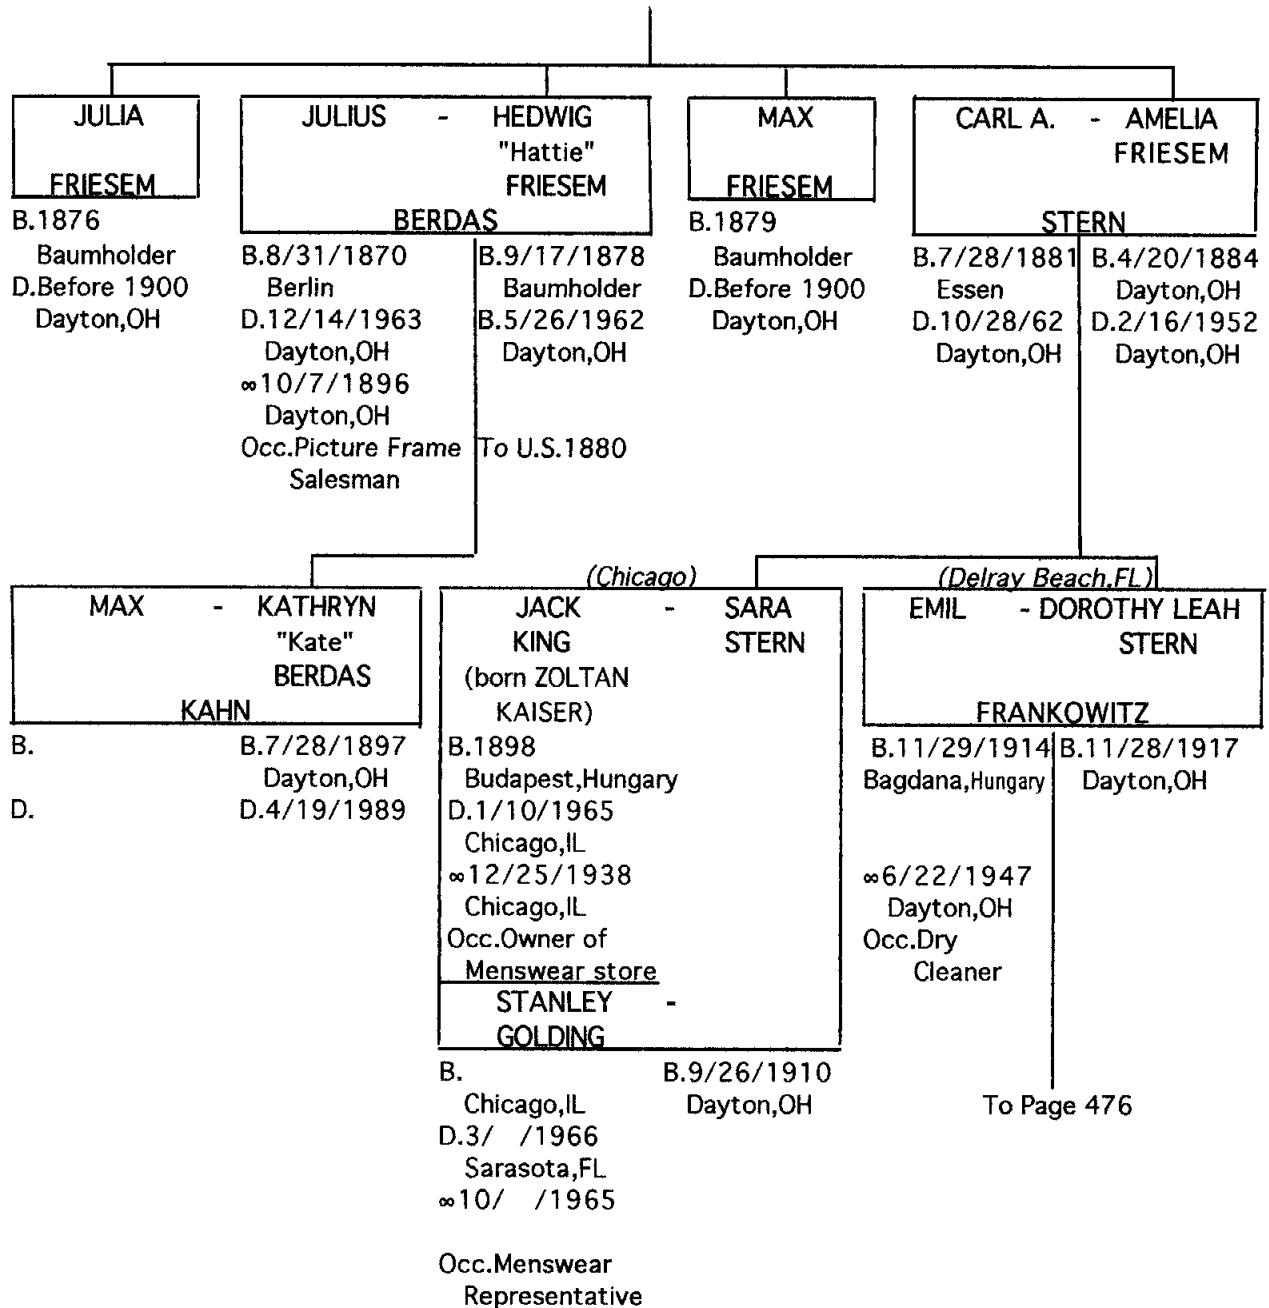 JULIA
FRIESEM
B.1876
Baumholder
D.Before 1900
Dayton,OH
JULIUS - HEDWIG
"Hattie"
FRIESEM
BERDAS
B.8/31/1870
Berlin
D.12/14/1963
Dayton,OH
∞10/7/1896
Dayton,OH
Occ.Picture Frame
Salesman
B.9/17/1878
Baumholder
B.5/26/1962
Dayton,OH
To U.S.1880
MAX
FRIESEM
B.1879
Baumholder
D.Before 1900
Dayton,OH
CARL A. - AMELIA
FRIESEM
STERN
B.7/28/1881
Essen
D.10/28/62
Dayton,OH
B.4/20/1884
Dayton,OH
D.2/16/1952
Dayton,OH
MAX - KATHRYN
"Kate"
BERDAS
KAHN
B.
D.
B.7/28/1897
Dayton,OH
D.4/19/1989
(Chicago)
JACK - SARA
KING STERN
(born ZOLTAN
KAISER)
B.1898
Budapest,Hungary
D.1/10/1965
Chicago,IL
∞12/25/1938
Chicago,IL
Occ.Owner of
Menswear store
STANLEY -
GOLDING
B.
Chicago,IL
D.3/ /1966
Sarasota,FL
∞10/ /1965
Occ.Menswear
Representative
B.9/26/1910
Dayton,OH
(Delray Beach,FL)
EMIL - DOROTHY LEAH
STERN
FRANKOWITZ
B.11/29/1914
Bagdana,Hungary
∞6/22/1947
Dayton,OH
Occ.Dry
Cleaner
B.11/28/1917
Dayton,OH
To Page 476